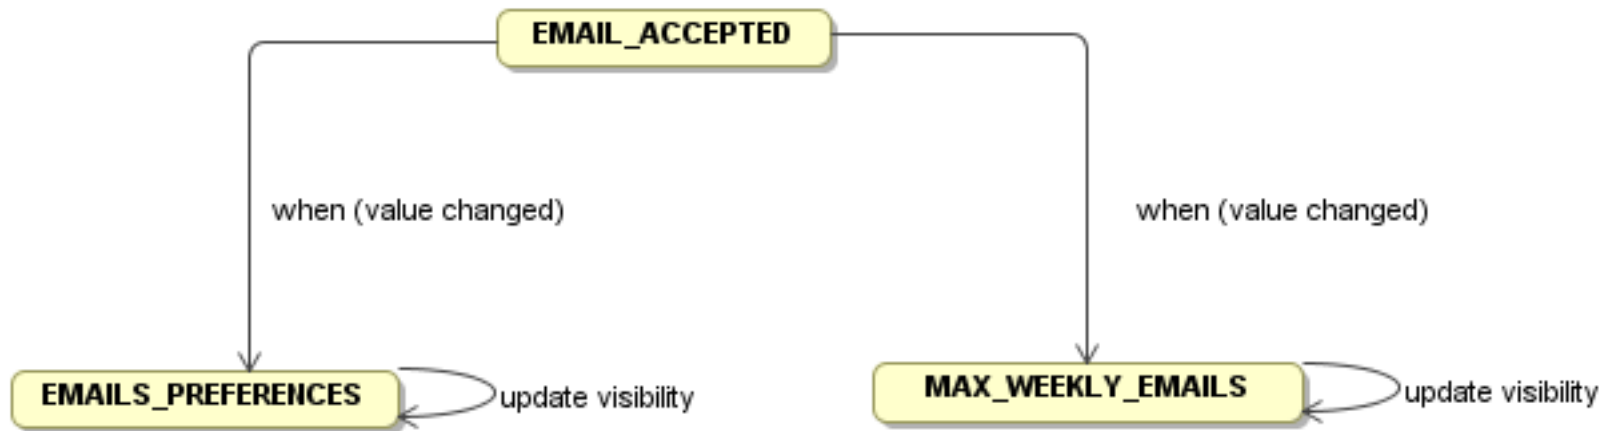 EMAIL_ACCEPTED
when (value changed)
when (value changed)
EMAILS_PREFERENCES
update visibility
MAX_WEEKLY_EMAILS
update visibility